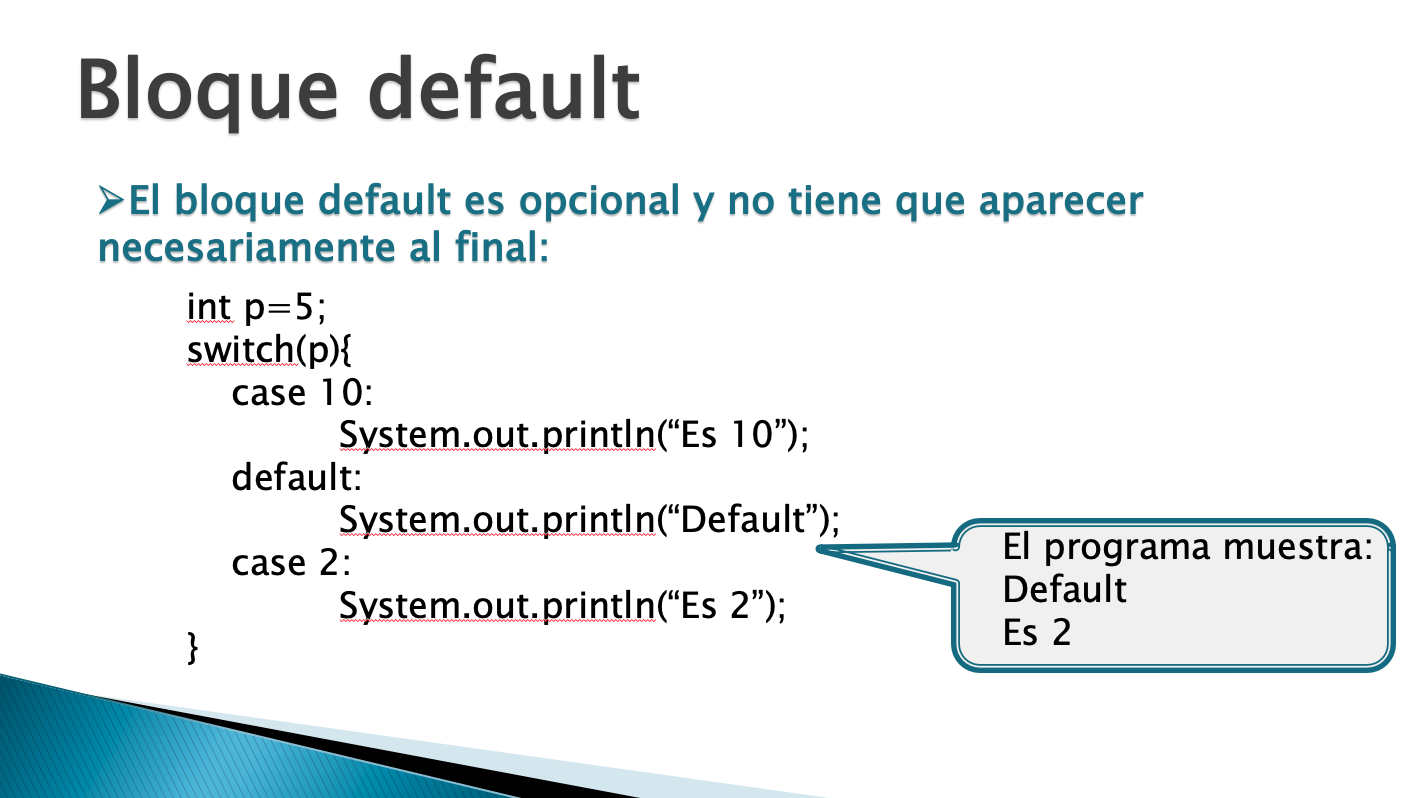 Bloque default
➢El bloque default es opcional y no tiene que aparecer
necesariamente al final:
int p=5;
switch(p){
case 10:
System.out.println(“Es 10”);
default:
System.out.println(“Default”);
case 2:
System.out.println(“Es 2”);
}
El programa muestra:
Default
Es 2